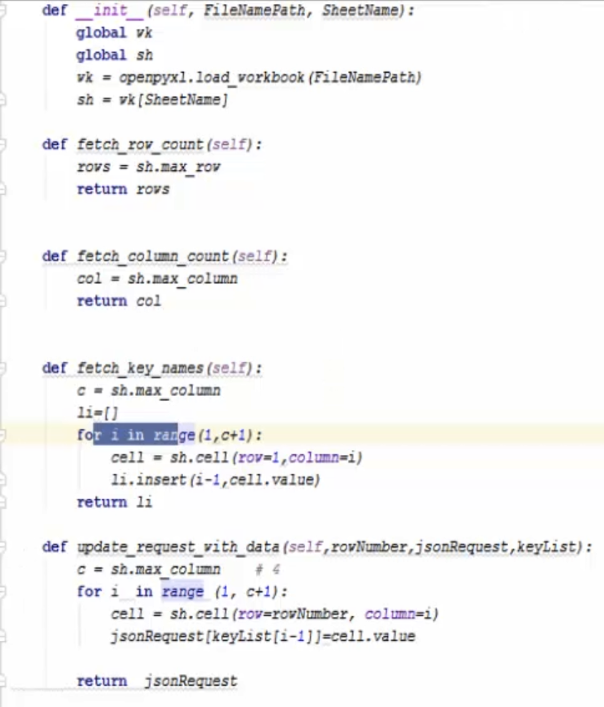 def __init__(self, FileNamePath, SheetName):
    global wk
    global sh
    wk = openpyxl.load_workbook(FileNamePath)
    sh = wk[SheetName]
def fetch_row_count(self):
    rows = sh.max_row
    return rows
def fetch_column_count(self):
    col = sh.max_column
    return col
def fetch_key_names(self):
    c = sh.max_column
    li=[]
    for i in range(1,c+1):
        cell = sh.cell(row=1,column=i)
        li.insert(i-1,cell.value)
    return li
def update_request_with_data(self,rowNumber,jsonRequest,keyList):
    c = sh.max_column    # 4
    for i  in range (1, c+1):
        cell = sh.cell(row=rowNumber, column=i)
        jsonRequest[keyList[i-1]]=cell.value
    return  jsonRequest